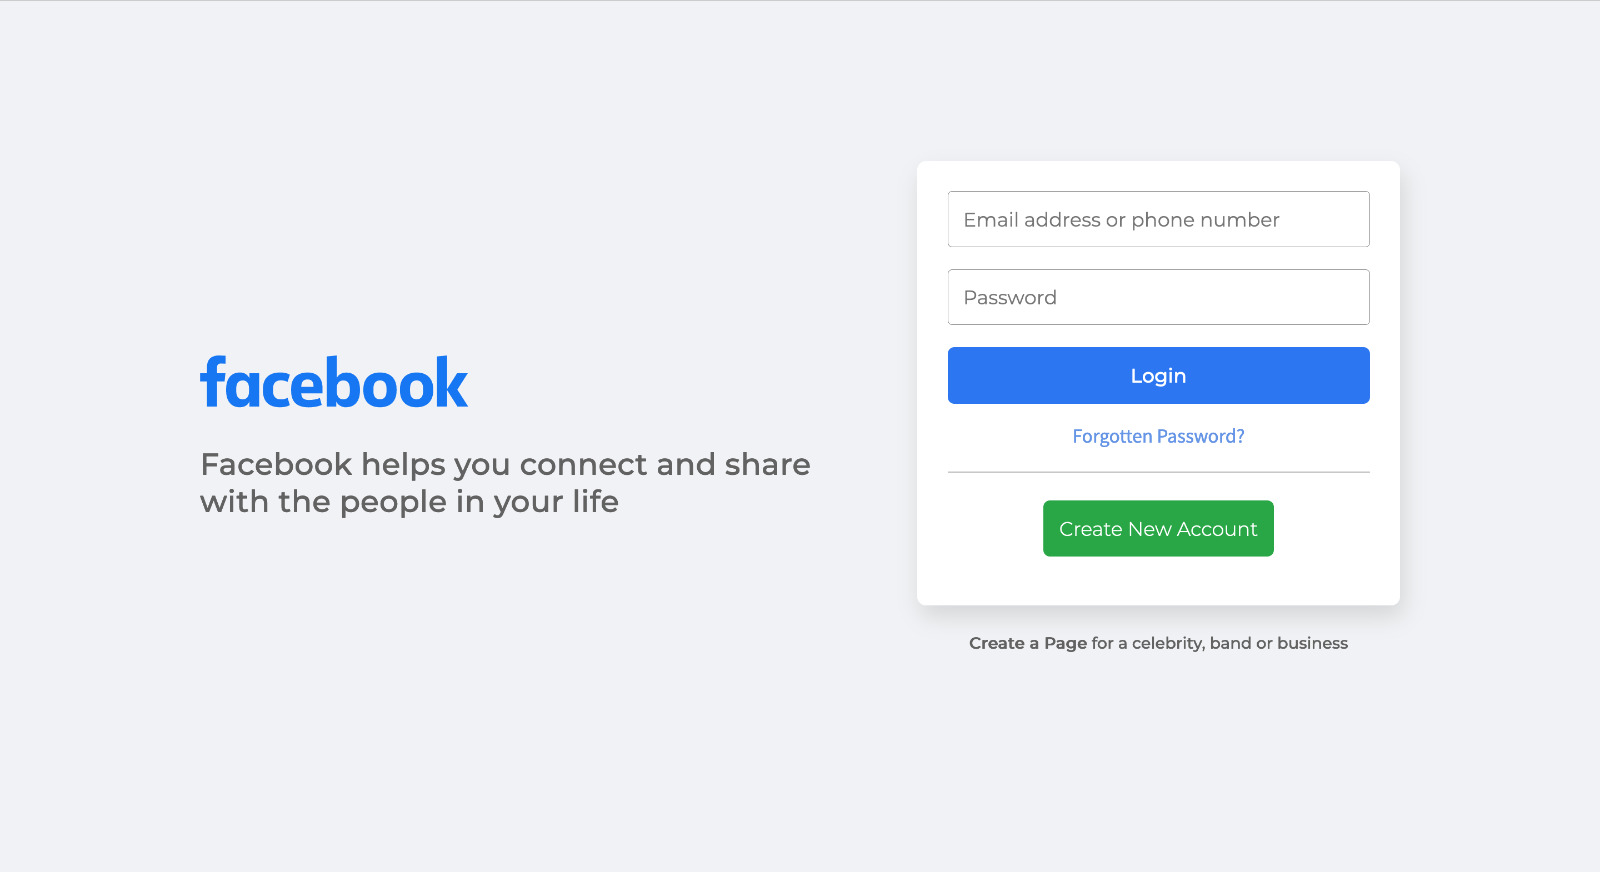 facebook
Facebook helps you connect and share
with the people in your life
Email address or phone number
Password
Login
Forgotten Password?
Create New Account
Create a Page for a celebrity, band or business